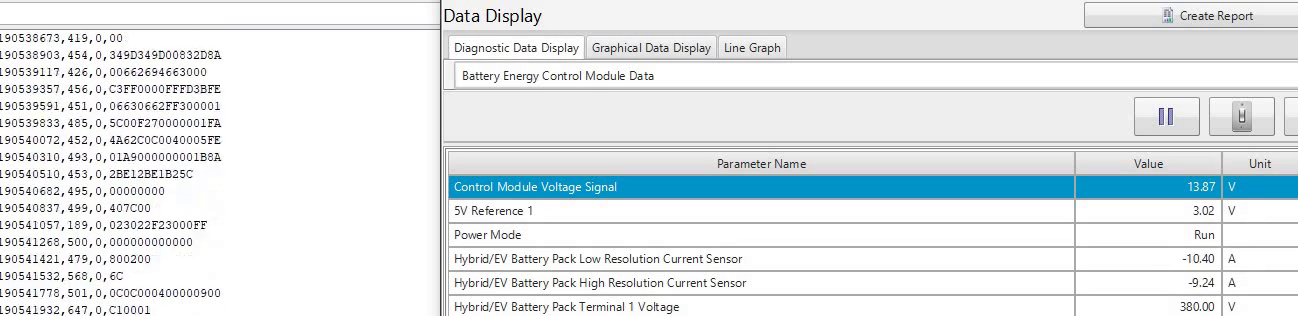 190538673,419,0,00
190538903,454,0,349D349D00832D8A
190539117,426,0,00662694663000
190539357,456,0,C3FF0000FFFD3BFE
190539591,451,0,06630662FF300001
190539833,485,0,5C00F270000001FA
190540072,452,0,4A62C0C0040005FE
190540310,493,0,01A9000000001B8A
190540510,453,0,2BE12BE1B25C
190540682,495,0,00000000
190540837,499,0,407C00
190541057,189,0,023022F23000FF
190541268,500,0,000000000000
190541421,479,0,800200
190541532,568,0,6C
190541778,501,0,0C0C000400000900
190541932,647,0,C10001
Data Display
Create Report
Diagnostic Data Display Graphical Data Display Line Graph
Battery Energy Control Module Data
Parameter Name Value Unit
Control Module Voltage Signal 13.87 V
5V Reference 1 3.02 V
Power Mode Run
Hybrid/EV Battery Pack Low Resolution Current Sensor -10.40 A
Hybrid/EV Battery Pack High Resolution Current Sensor -9.24 A
Hybrid/EV Battery Pack Terminal 1 Voltage 380.00 V